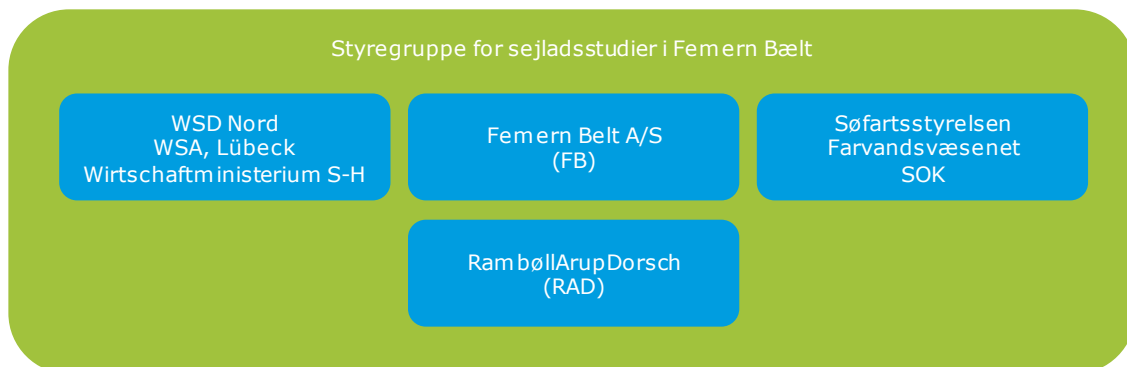 Styregruppe for sejladsstudier i Femern Bælt
WSD Nord
WSA, Lübeck
Wirtschaftministerium S-H
Femern Belt A/S
(FB)
Søfartsstyrelsen
Farvandsvæsenet
SOK
RambøllArupDorsch
(RAD)